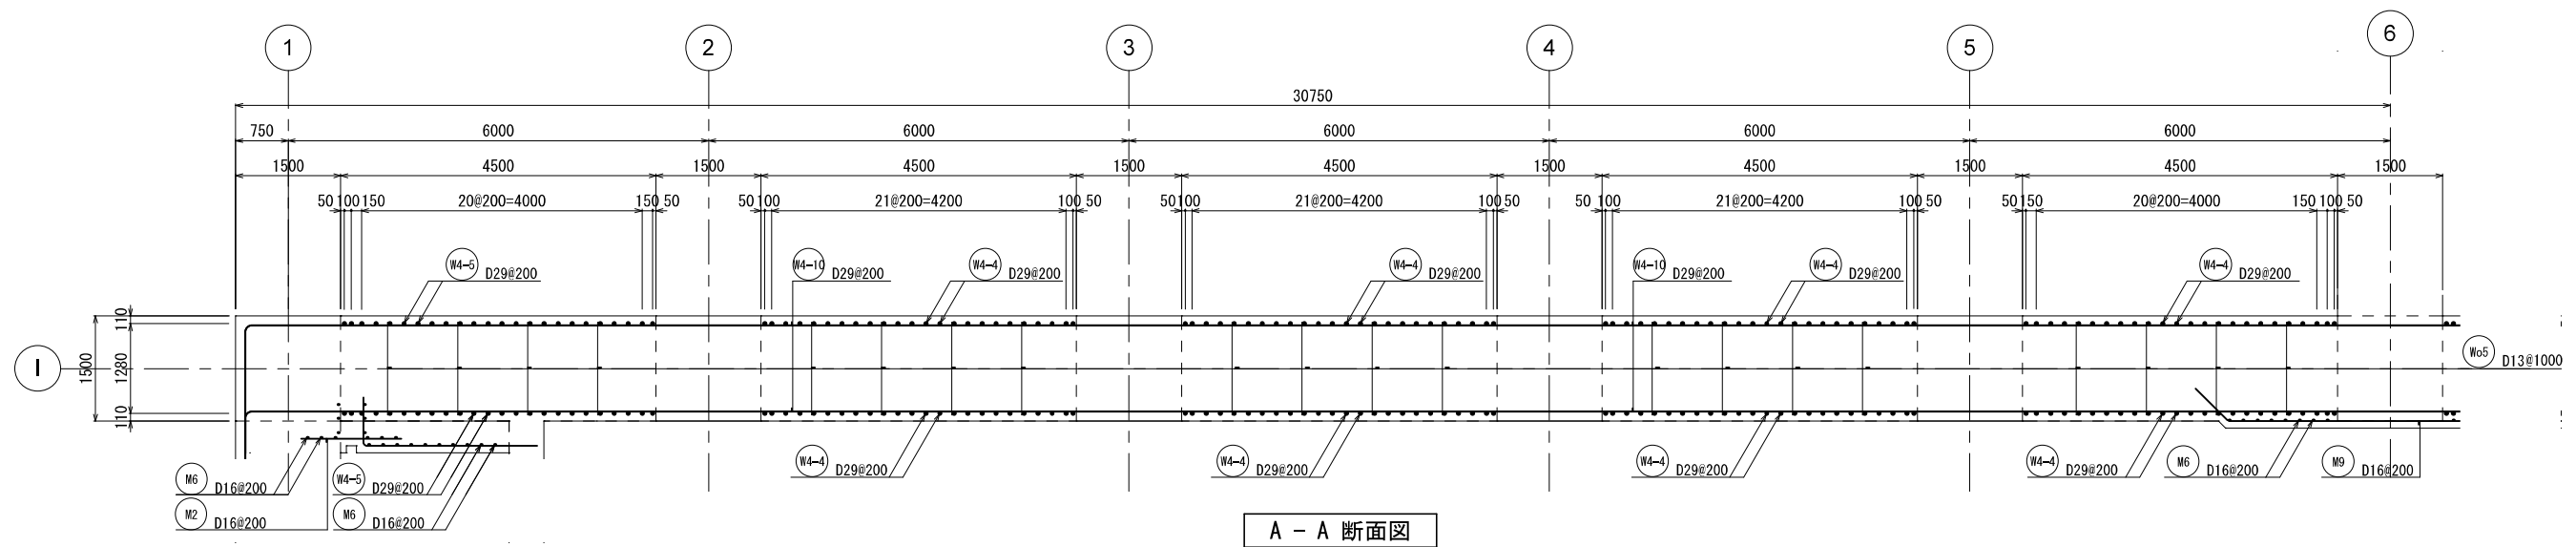 1 2 3 4 5 6
30750
750 6000 6000 6000 6000 6000
1500 4500 1500 4500 1500 4500 1500 4500 1500 4500 1500
50 100 150 20@200=4000 150 50 50 100 21@200=4200 100 50 50 100 21@200=4200 100 50 50 100 21@200=4200 100 50 50 150 20@200=4000 150 100 50
W4-5 D29@200 W4-10 D29@200 W4-4 D29@200 W4-4 D29@200 W4-10 D29@200 W4-4 D29@200 W4-4 D29@200
110
I 1500 1280 Wo5 D13@1000
110
W4-4 D29@200 W4-4 D29@200 W4-4 D29@200 W4-4 D29@200 M6 D16@200 M9 D16@200
M6 D16@200 W4-5 D29@200
M2 D16@200 M6 D16@200
A - A 断面図